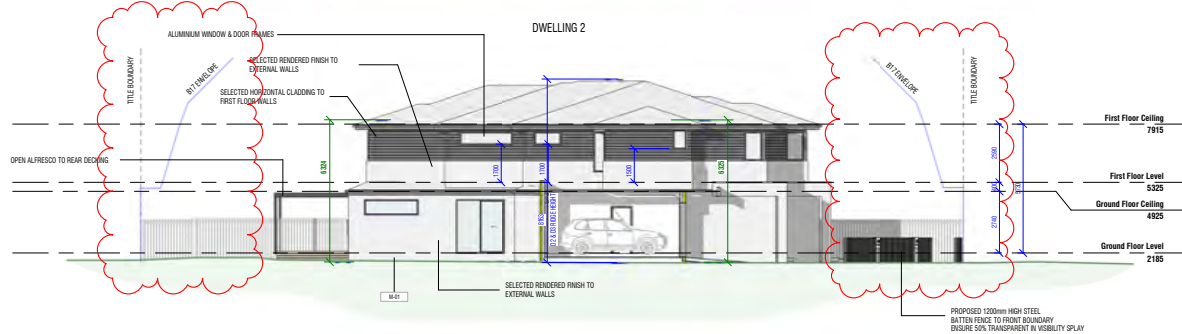 DWELLING 2
ALUMINIUM WINDOW & DOOR FRAMES
SELECTED RENDERED FINISH TO
EXTERNAL WALLS
SELECTED HORIZONTAL CLADDING TO
FIRST FLOOR WALLS
OPEN ALFRESCO TO REAR DECKING
TITLE BOUNDARY
B17 ENVELOPE
B17 ENVELOPE
TITLE BOUNDARY
First Floor Ceiling
7915
First Floor Level
5325
Ground Floor Ceiling
4925
Ground Floor Level
2185
6324
1700
1700
1500
6325
D2 & D3 RIDGE HEIGHT
2590
2740
M-01
SELECTED RENDERED FINISH TO
EXTERNAL WALLS
PROPOSED 1200mm HIGH STEEL
BATTEN FENCE TO FRONT BOUNDARY
ENSURE 50% TRANSPARENT IN VISIBILITY SPLAY